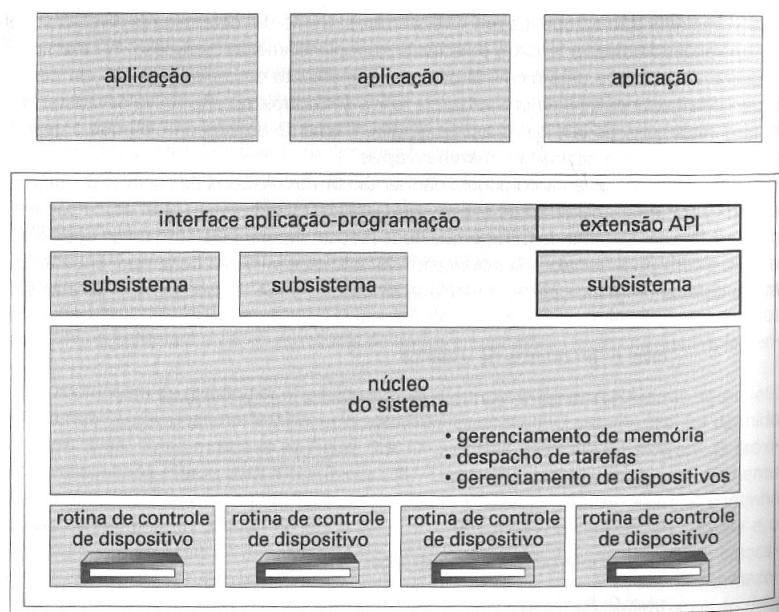 aplicação
aplicação
aplicação
interface aplicação-programação
extensão API
subsistema
subsistema
subsistema
núcleo
do sistema
• gerenciamento de memória
• despacho de tarefas
• gerenciamento de dispositivos
rotina de controle
de dispositivo
rotina de controle
de dispositivo
rotina de controle
de dispositivo
rotina de controle
de dispositivo